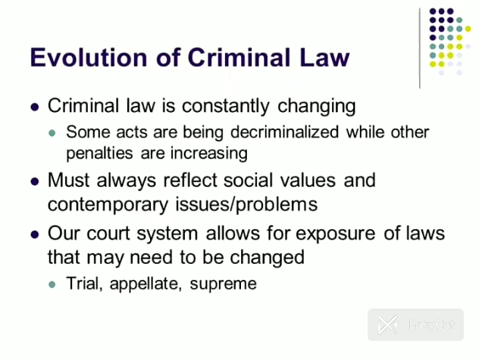 Evolution of Criminal Law
Criminal law is constantly changing
Some acts are being decriminalized while other
penalties are increasing
Must always reflect social values and
contemporary issues/problems
Our court system allows for exposure of laws
that may need to be changed
Trial, appellate, supreme